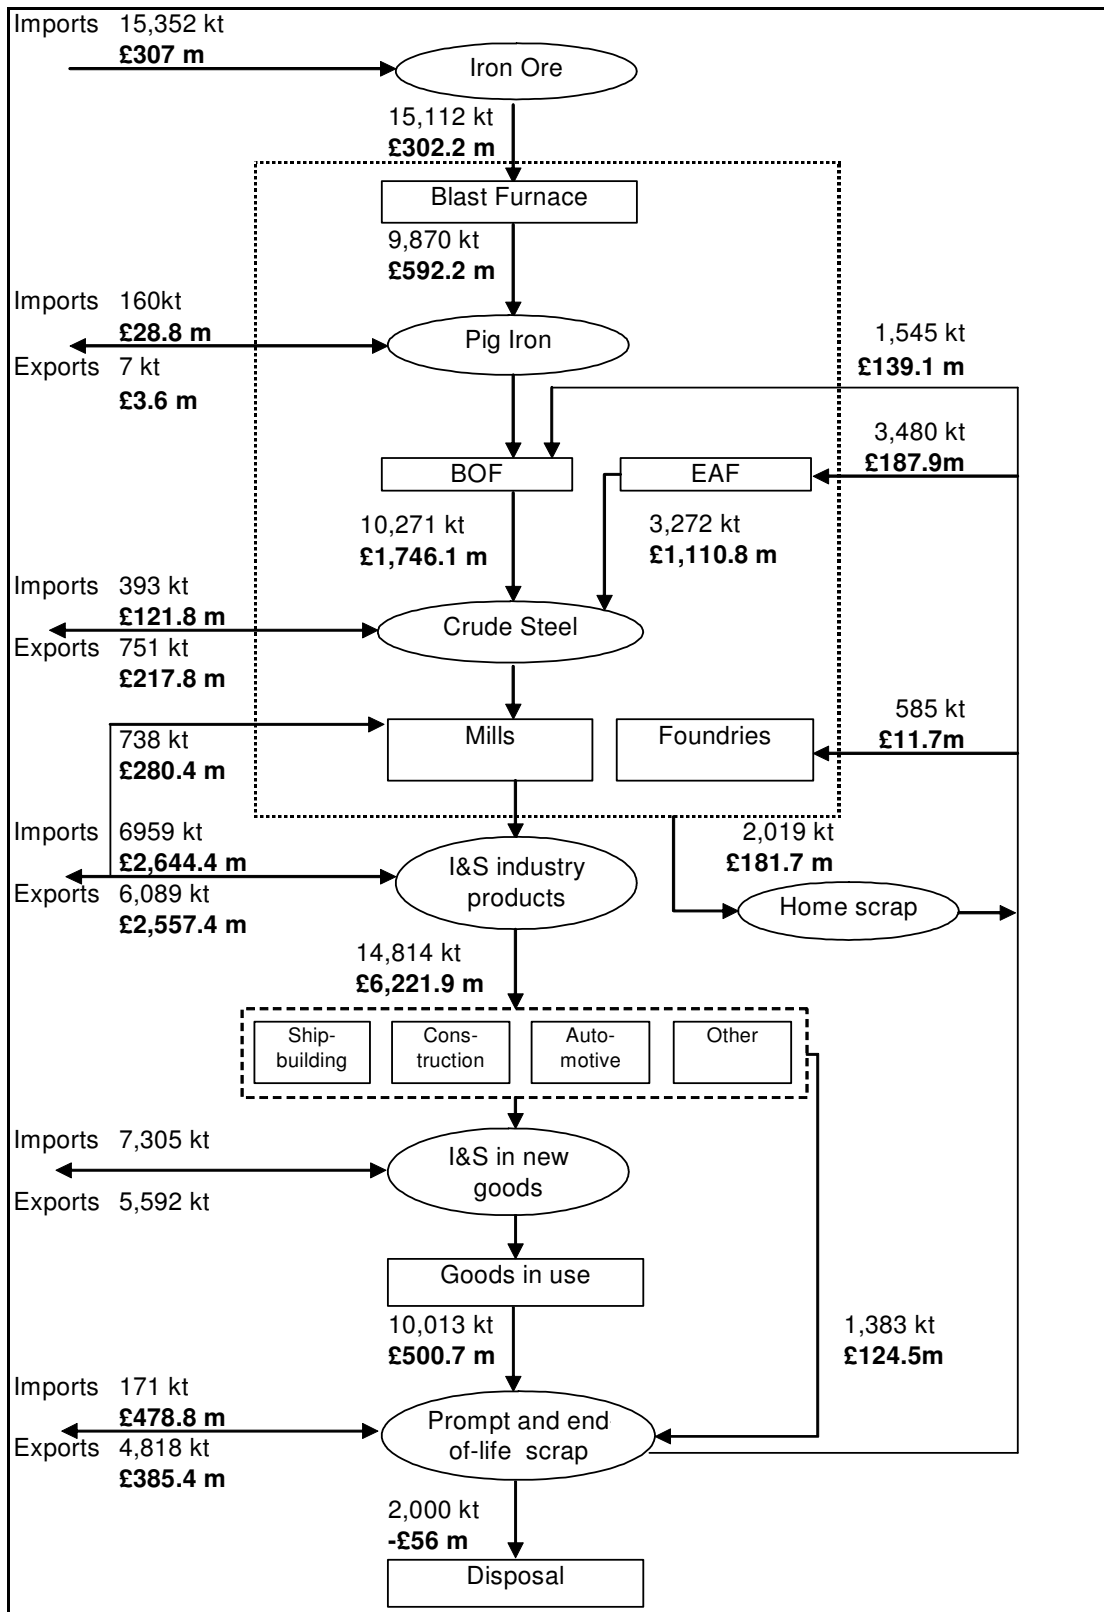 Imports 15,352 kt
£307 m
Iron Ore
15,112 kt
£302.2 m
Blast Furnace
9,870 kt
£592.2 m
Imports 160kt
£28.8 m
Pig Iron
Exports 7 kt
£3.6 m
1,545 kt
£139.1 m
3,480 kt
£187.9m
BOF
EAF
10,271 kt
£1,746.1 m
3,272 kt
£1,110.8 m
Imports 393 kt
£121.8 m
Crude Steel
Exports 751 kt
£217.8 m
738 kt
£280.4 m
Mills
Foundries
585 kt
£11.7m
Imports 6959 kt
£2,644.4 m
Exports 6,089 kt
£2,557.4 m
I&S industry
products
2,019 kt
£181.7 m
Home scrap
14,814 kt
£6,221.9 m
Ship-
building
Cons-
truction
Auto-
motive
Other
Imports 7,305 kt
I&S in new
goods
Exports 5,592 kt
Goods in use
10,013 kt
£500.7 m
1,383 kt
£124.5m
Imports 171 kt
£478.8 m
Exports 4,818 kt
£385.4 m
Prompt and end
of-life scrap
2,000 kt
-£56 m
Disposal